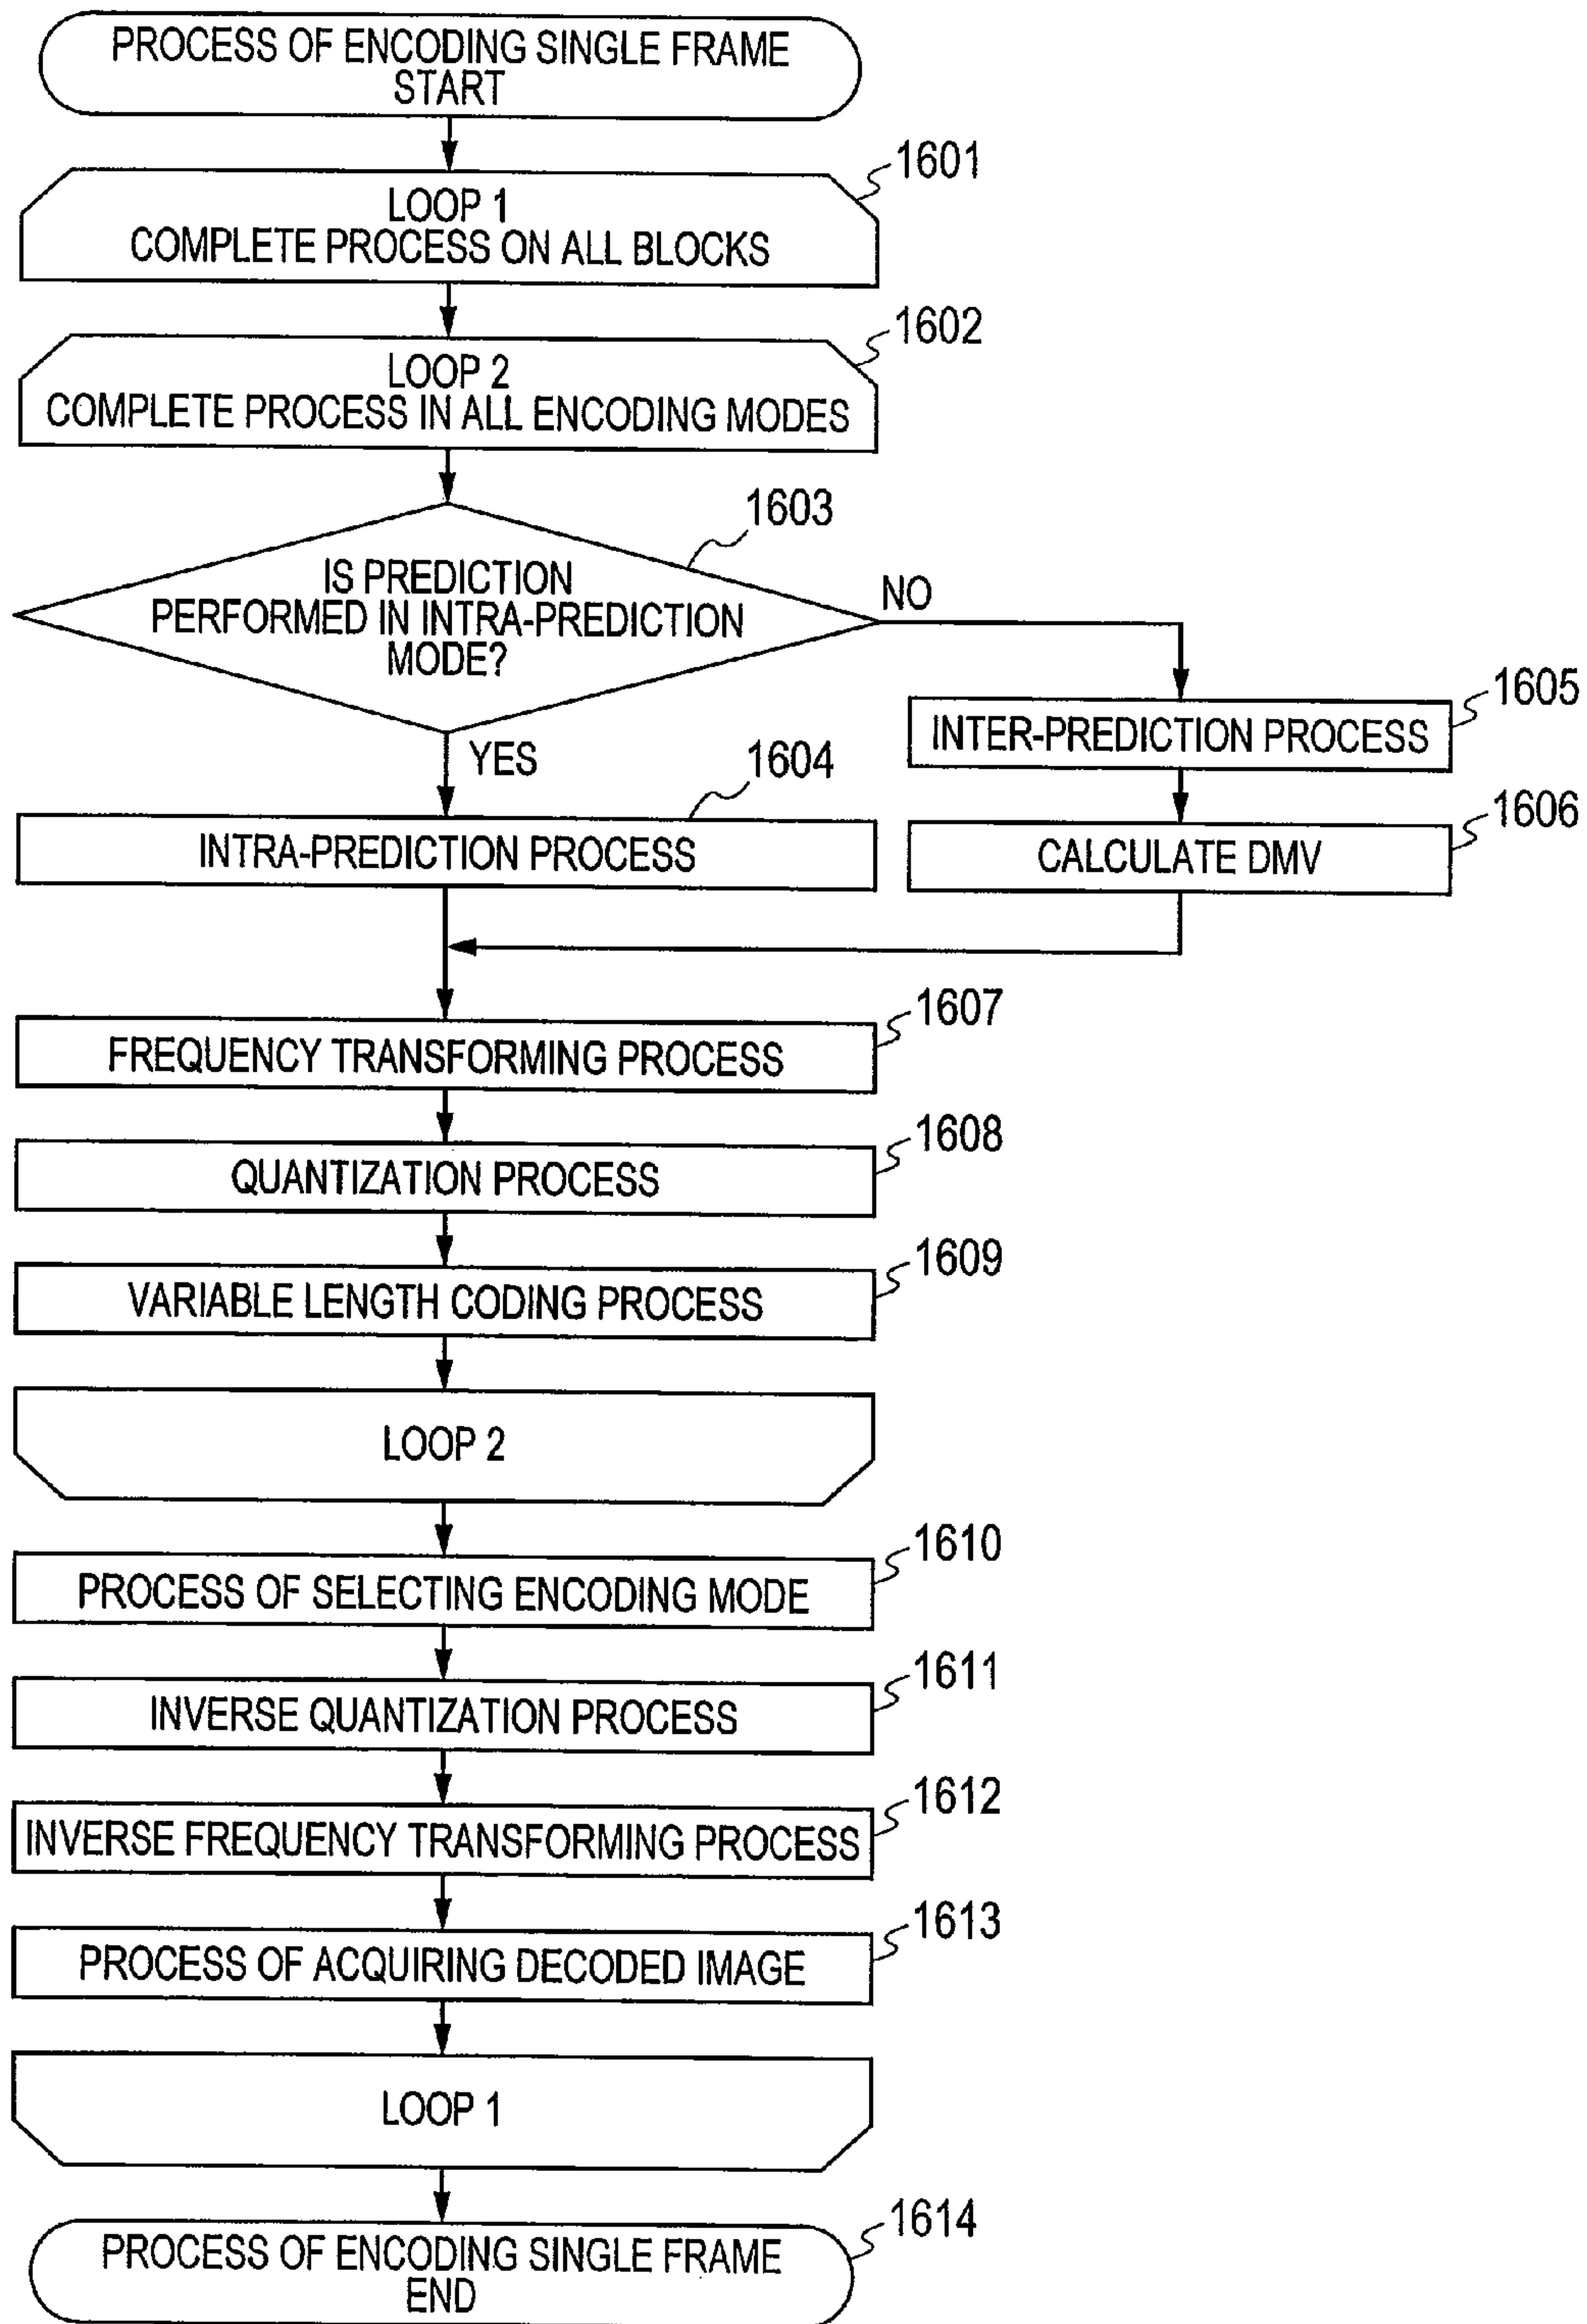 PROCESS OF ENCODING SINGLE FRAME
START
1601
LOOP 1
COMPLETE PROCESS ON ALL BLOCKS
1602
LOOP 2
COMPLETE PROCESS IN ALL ENCODING MODES
1603
IS PREDICTION
PERFORMED IN INTRA-PREDICTION
MODE?
NO
1605
INTER-PREDICTION PROCESS
YES
1604
INTRA-PREDICTION PROCESS
1606
CALCULATE DMV
1607
FREQUENCY TRANSFORMING PROCESS
1608
QUANTIZATION PROCESS
1609
VARIABLE LENGTH CODING PROCESS
LOOP 2
1610
PROCESS OF SELECTING ENCODING MODE
1611
INVERSE QUANTIZATION PROCESS
1612
INVERSE FREQUENCY TRANSFORMING PROCESS
1613
PROCESS OF ACQUIRING DECODED IMAGE
LOOP 1
1614
PROCESS OF ENCODING SINGLE FRAME
END